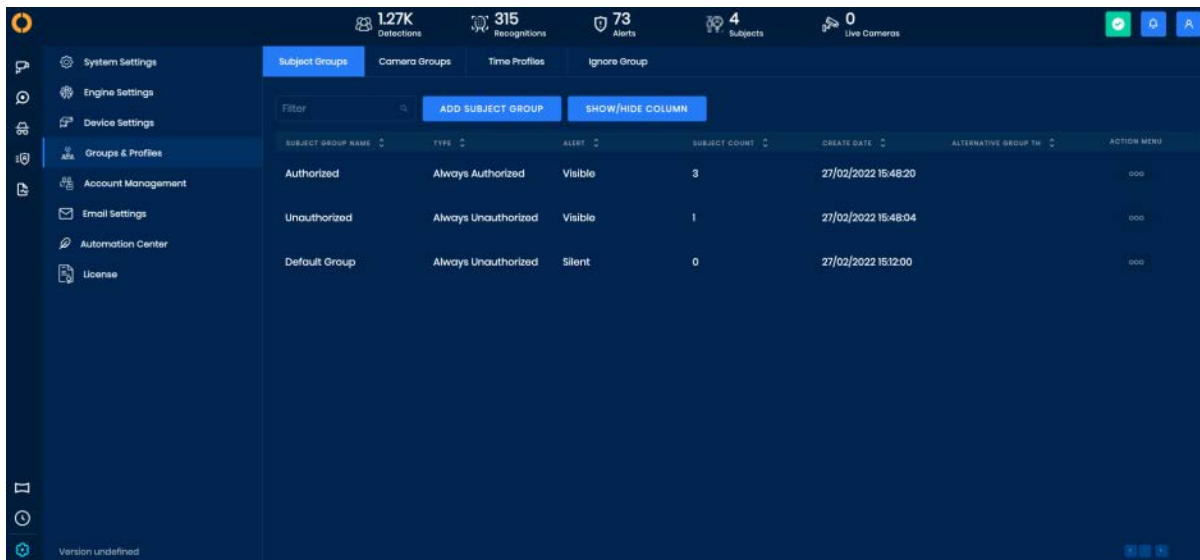 1.27K Detections
315 Recognitions
73 Alerts
4 Subjects
0 Live Cameras
System Settings
Engine Settings
Device Settings
Groups & Profiles
Account Management
Email Settings
Automation Center
License
Version undefined
Subject Groups Camera Groups Time Profiles Ignore Group
Filter ADD SUBJECT GROUP SHOW/HIDE COLUMN
SUBJECT GROUP NAME TYPE ALERT SUBJECT COUNT CREATE DATE ALTERNATIVE GROUP TH ACTION MENU
Authorized Always Authorized Visible 3 27/02/2022 15:48:20
Unauthorized Always Unauthorized Visible 1 27/02/2022 15:48:04
Default Group Always Unauthorized Silent 0 27/02/2022 15:12:00